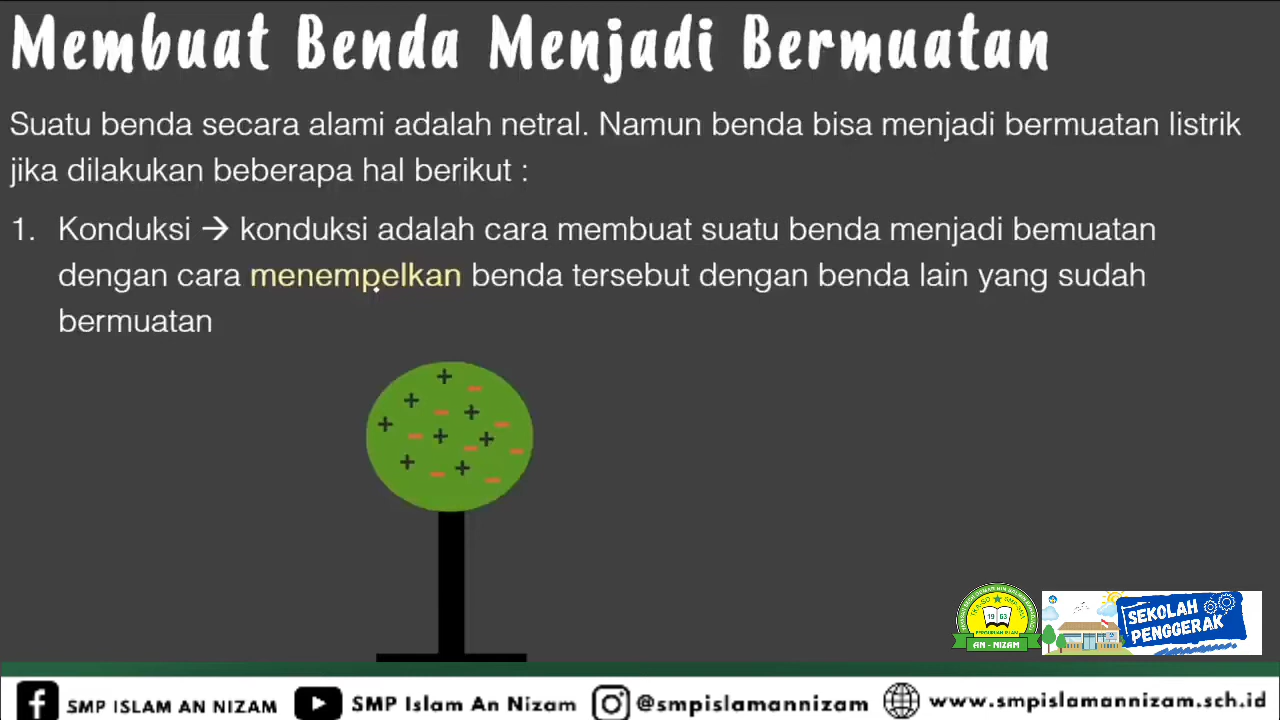 Membuat Benda Menjadi Bermuatan
Suatu benda secara alami adalah netral. Namun benda bisa menjadi bermuatan listrik
jika dilakukan beberapa hal berikut :
1. Konduksi → konduksi adalah cara membuat suatu benda menjadi bemuatan
dengan cara menempelkan benda tersebut dengan benda lain yang sudah
bermuatan
1963
AN - NIZAM
SEKOLAH
PENGGERAK
SMP ISLAM AN NIZAM
SMP Islam An Nizam
@smpislamannizam
www.smpislamannizam.sch.id